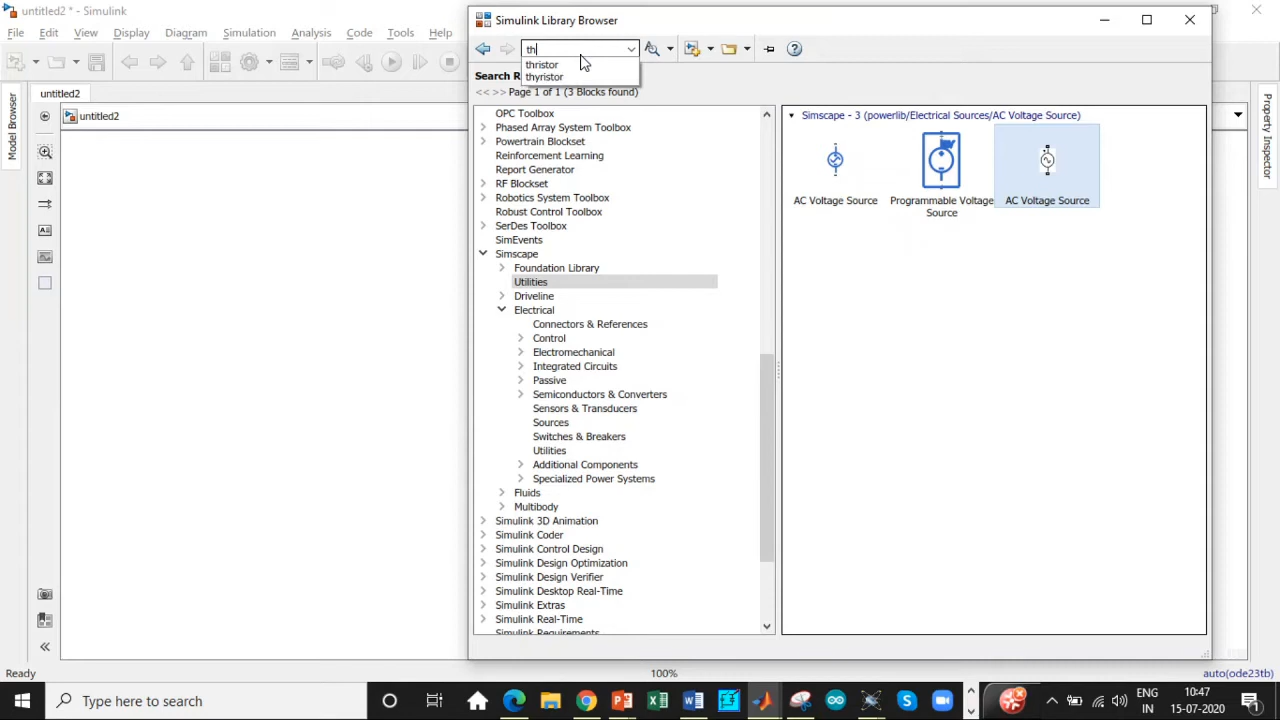 untitled2 * - Simulink
File Edit View Display Diagram Simulation Analysis Code Tools Help
untitled2
untitled2
Model Browser
Simulink Library Browser
th
thristor
thyristor
Search R
<< >> Page 1 of 1 (3 Blocks found)
OPC Toolbox
Phased Array System Toolbox
Powertrain Blockset
Reinforcement Learning
Report Generator
RF Blockset
Robotics System Toolbox
Robust Control Toolbox
SerDes Toolbox
SimEvents
Simscape
Foundation Library
Utilities
Driveline
Electrical
Connectors & References
Control
Electromechanical
Integrated Circuits
Passive
Semiconductors & Converters
Sensors & Transducers
Sources
Switches & Breakers
Utilities
Additional Components
Specialized Power Systems
Fluids
Multibody
Simulink 3D Animation
Simulink Coder
Simulink Control Design
Simulink Design Optimization
Simulink Design Verifier
Simulink Desktop Real-Time
Simulink Extras
Simulink Real-Time
Simulink Requirements
Simscape - 3 (powerlib/Electrical Sources/AC Voltage Source)
AC Voltage Source
Programmable Voltage
Source
AC Voltage Source
Property Inspector
Ready
100%
auto(ode23tb)
Type here to search
ENG
IN
10:47
15-07-2020